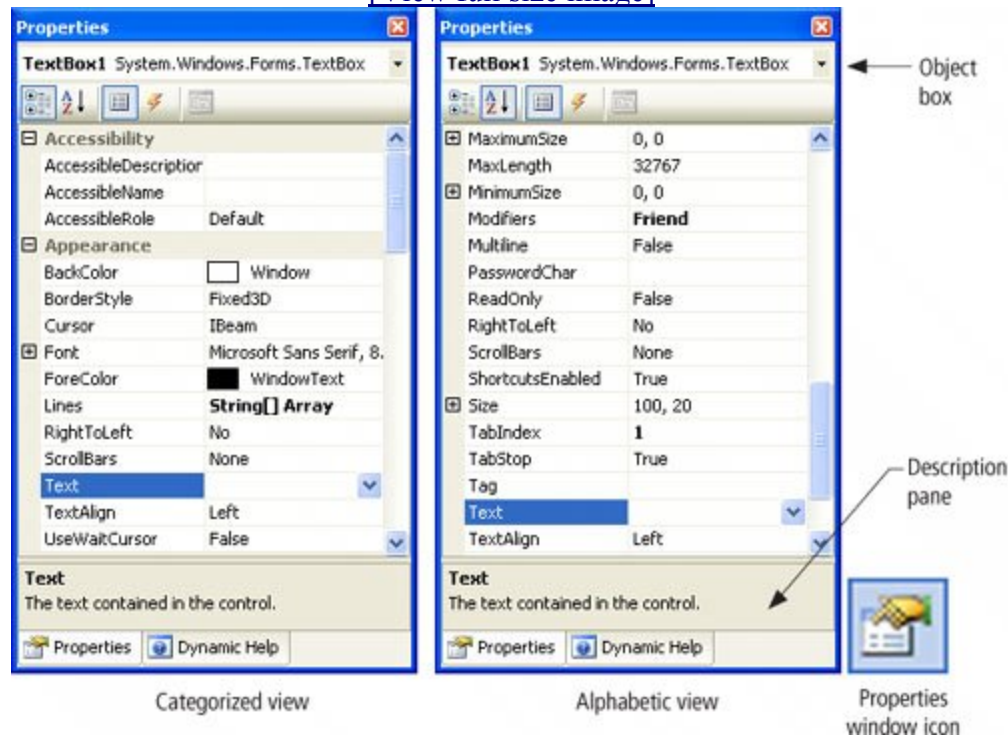 [View full size image]
Properties
TextBox1 System.Windows.Forms.TextBox
Accessibility
AccessibleDescription
AccessibleName
AccessibleRole Default
Appearance
BackColor Window
BorderStyle Fixed3D
Cursor IBeam
Font Microsoft Sans Serif, 8.
ForeColor WindowText
Lines String[] Array
RightToLeft No
ScrollBars None
Text
TextAlign Left
UseWaitCursor False
Text
The text contained in the control.
Properties Dynamic Help
Categorized view
Properties
TextBox1 System.Windows.Forms.TextBox
MaximumSize 0, 0
MaxLength 32767
MinimumSize 0, 0
Modifiers Friend
Multiline False
PasswordChar
ReadOnly False
RightToLeft No
ScrollBars None
ShortcutsEnabled True
Size 100, 20
TabIndex 1
TabStop True
Tag
Text
TextAlign Left
Text
The text contained in the control.
Properties Dynamic Help
Alphabetic view
Object
box
Description
pane
Properties
window icon